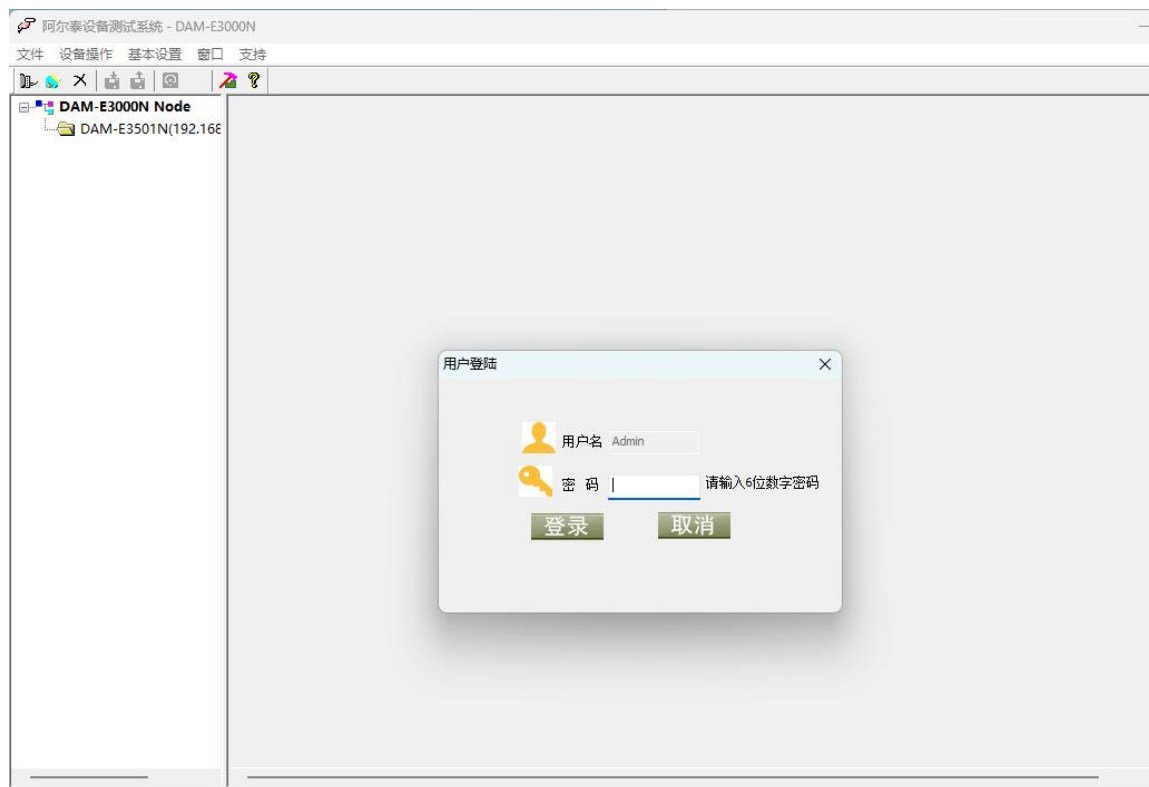 阿尔泰设备测试系统 - DAM-E3000N
文件 设备操作 基本设置 窗口 支持
DAM-E3000N Node
DAM-E3501N(192.168
用户登陆
用户名 Admin
密 码 请输入6位数字密码
登录 取消